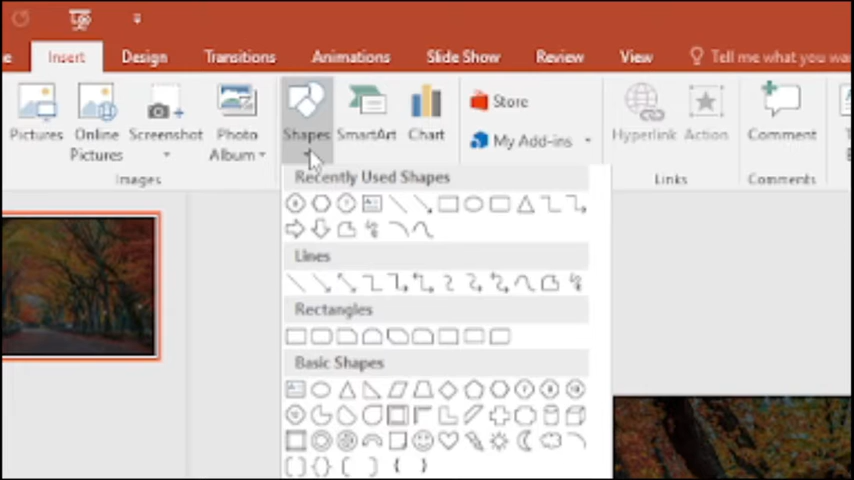 Insert Design Transitions Animations Slide Show Review View Tell me what you
Pictures Online Pictures Screenshot Photo Album Shapes SmartArt Chart Store My Add-ins Hyperlink Action Comment
Images Links Comments
Recently Used Shapes
Lines
Rectangles
Basic Shapes